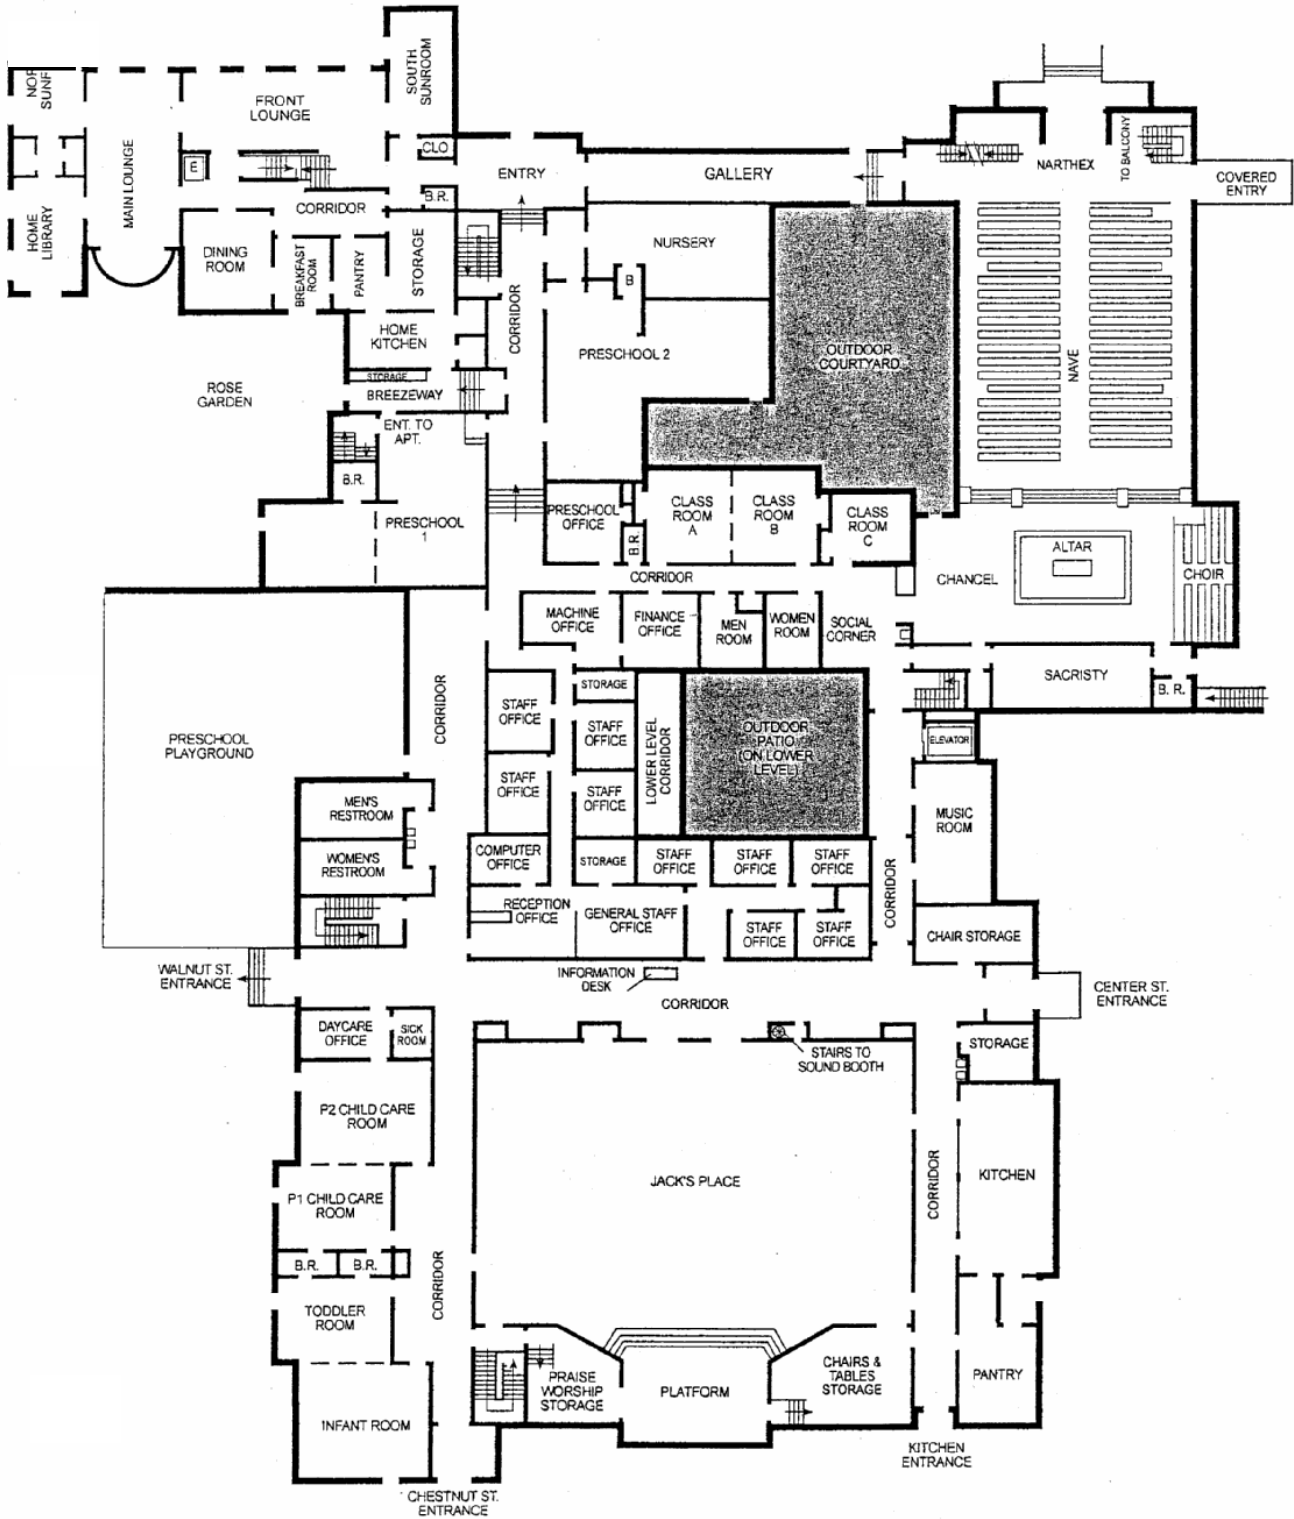 SOUTH
SUNROOM
NOR
SUNF
FRONT
LOUNGE
CLO
E
MAIN LOUNGE
ENTRY
GALLERY
NARTHEX
TO BALCONY
COVERED
ENTRY
B.R.
CORRIDOR
HOME
LIBRARY
DINING
ROOM
BREAKFAST
ROOM
PANTRY
STORAGE
NURSERY
B
CORRIDOR
HOME
KITCHEN
PRESCHOOL 2
OUTDOOR
COURTYARD
NAVE
STORAGE
BREEZEWAY
ROSE
GARDEN
ENT. TO
APT.
B.R.
PRESCHOOL
1
PRESCHOOL
OFFICE
B.R.
CLASS
ROOM
A
CLASS
ROOM
B
CLASS
ROOM
C
ALTAR
CHANCEL
CHOIR
CORRIDOR
MACHINE
OFFICE
FINANCE
OFFICE
MEN
ROOM
WOMEN
ROOM
SOCIAL
CORNER
SACRISTY
B. R.
STORAGE
STAFF
OFFICE
STAFF
OFFICE
CORRIDOR
LOWER LEVEL
CORRIDOR
OUTDOOR
PATIO
(ON LOWER
LEVEL)
ELEVATOR
PRESCHOOL
PLAYGROUND
STAFF
OFFICE
STAFF
OFFICE
MEN'S
RESTROOM
MUSIC
ROOM
WOMEN'S
RESTROOM
COMPUTER
OFFICE
STORAGE
STAFF
OFFICE
STAFF
OFFICE
STAFF
OFFICE
CORRIDOR
RECEPTION
OFFICE
GENERAL STAFF
OFFICE
STAFF
OFFICE
STAFF
OFFICE
CHAIR STORAGE
WALNUT ST.
ENTRANCE
INFORMATION
DESK
CORRIDOR
CENTER ST.
ENTRANCE
DAYCARE
OFFICE
SICK
ROOM
STAIRS TO
SOUND BOOTH
STORAGE
P2 CHILD CARE
ROOM
JACK'S PLACE
CORRIDOR
KITCHEN
P1 CHILD CARE
ROOM
B.R.
B.R.
CORRIDOR
TODDLER
ROOM
PRAISE
WORSHIP
STORAGE
PLATFORM
CHAIRS &
TABLES
STORAGE
PANTRY
INFANT ROOM
KITCHEN
ENTRANCE
CHESTNUT ST.
ENTRANCE